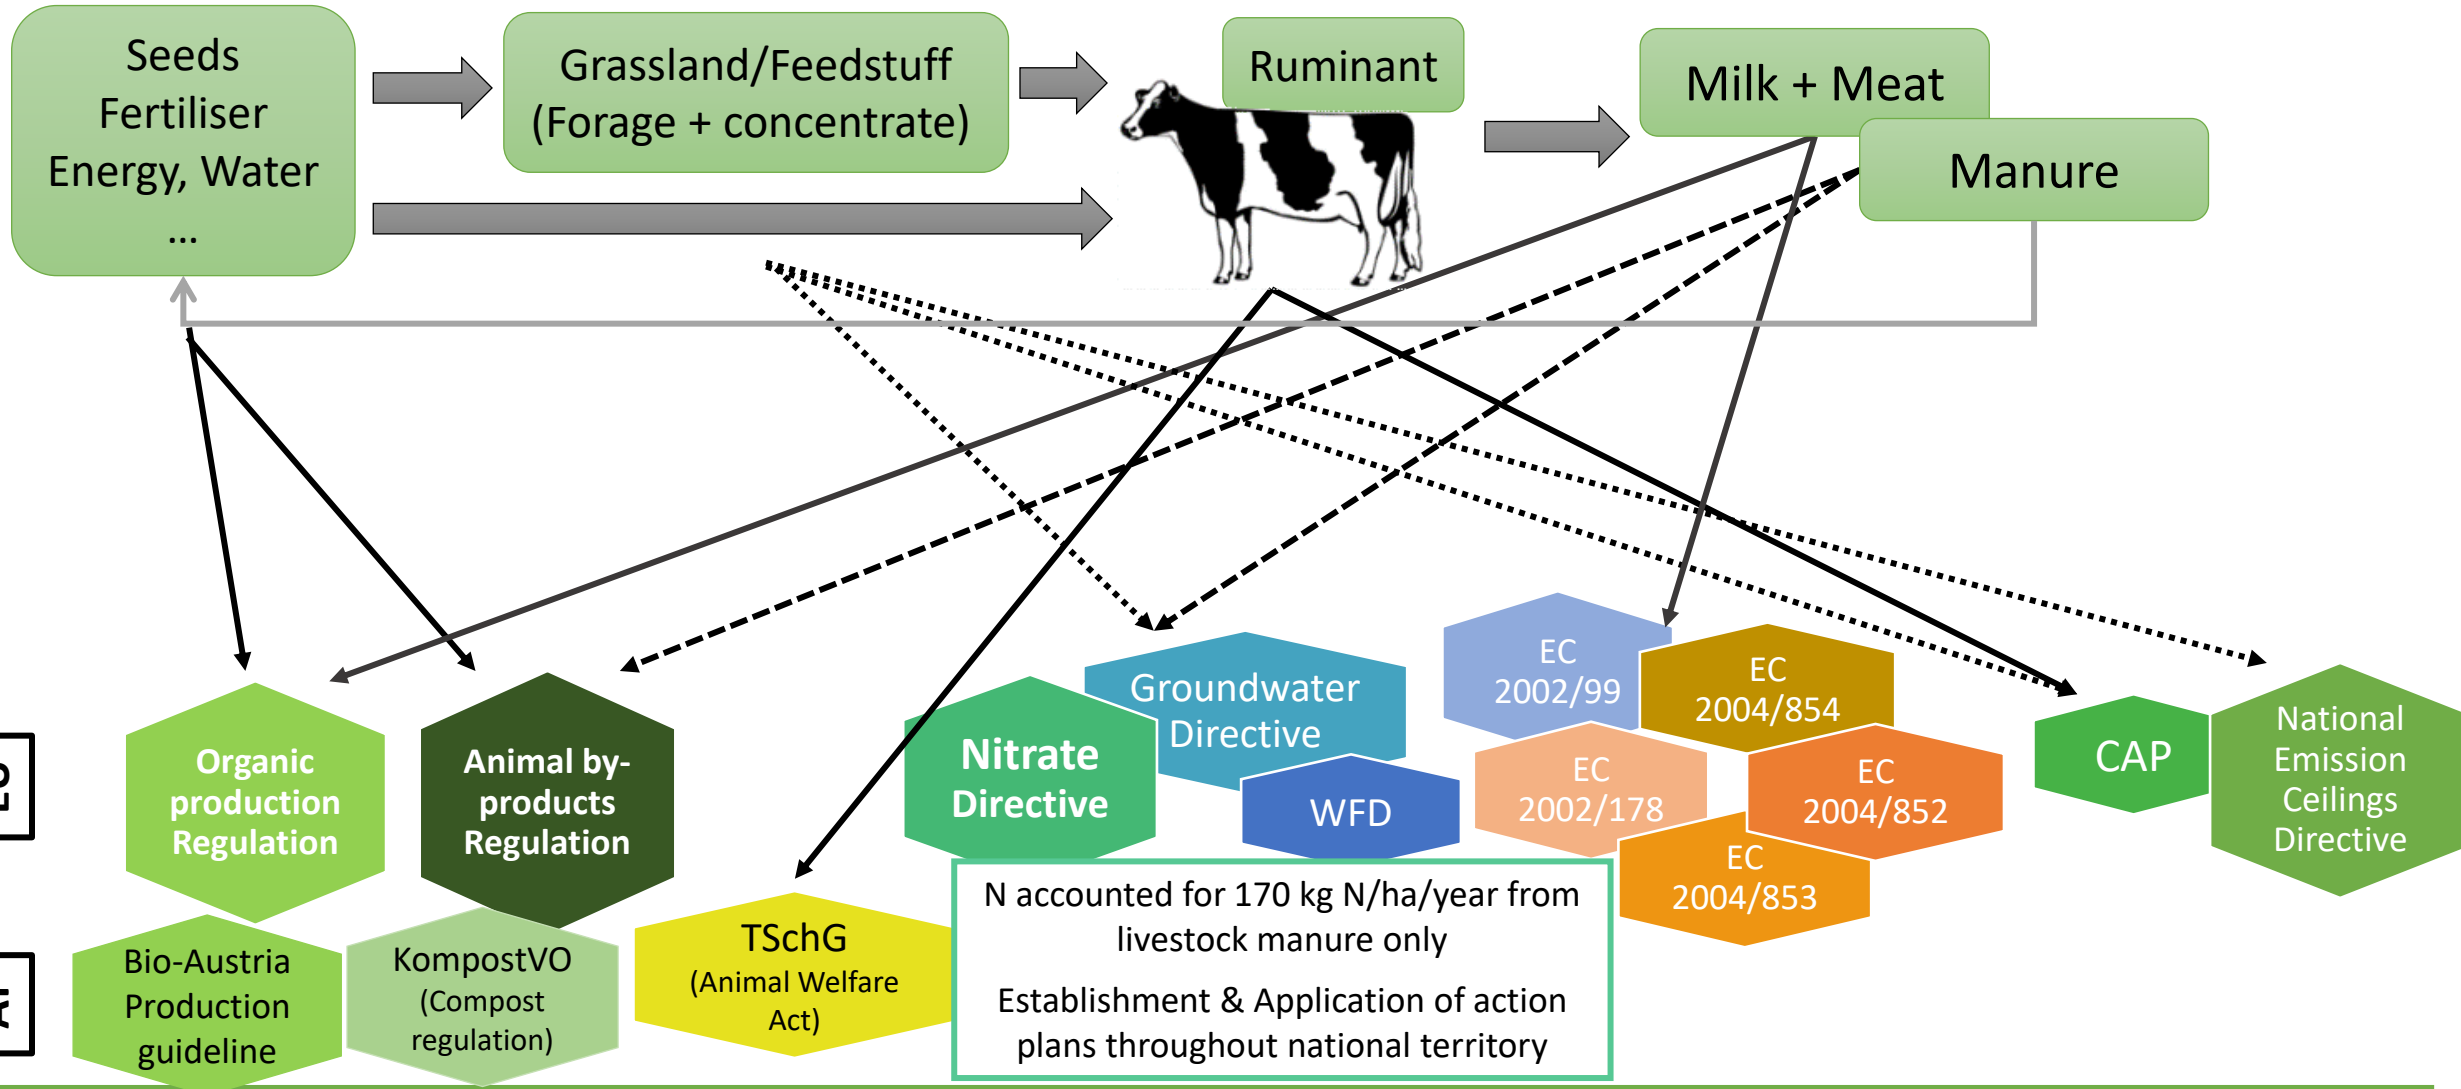 Seeds
Fertiliser
Energy, Water
...
Grassland/Feedstuff
(Forage + concentrate)
Ruminant
Milk + Meat
Manure
Organic
production
Regulation
Animal by-
products
Regulation
Nitrate
Directive
Groundwater
Directive
WFD
EC
2002/99
EC
2004/854
EC
2002/178
EC
2004/852
EC
2004/853
CAP
National
Emission
Ceilings
Directive
Bio-Austria
Production
guideline
KompostVO
(Compost
regulation)
TSchG
(Animal Welfare
Act)
N accounted for 170 kg N/ha/year from
livestock manure only
Establishment & Application of action
plans throughout national territory